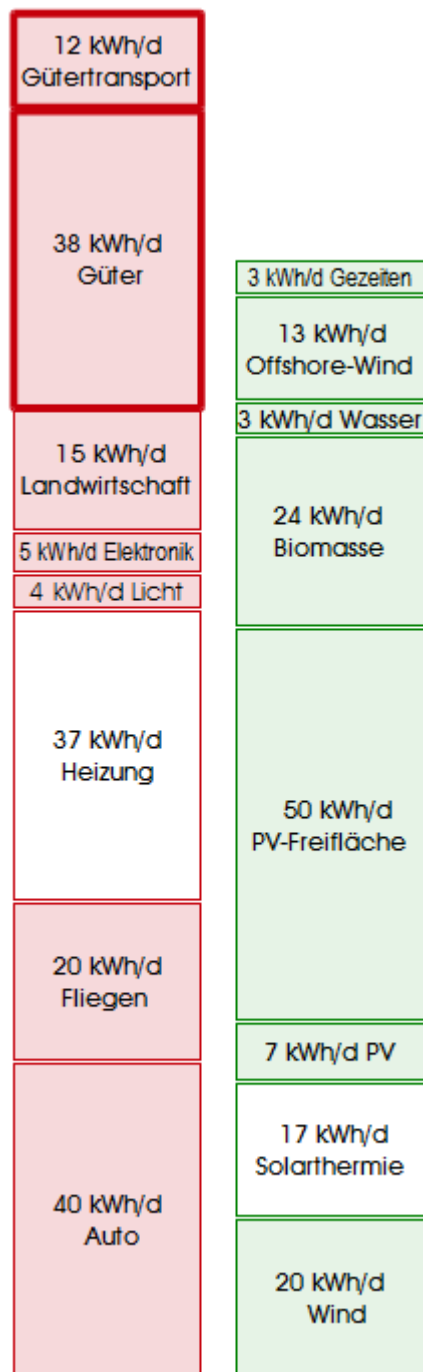 12 kWh/d
Gütertransport
38 kWh/d
Güter
15 kWh/d
Landwirtschaft
5 kWh/d Elektronik
4 kWh/d Licht
37 kWh/d
Heizung
20 kWh/d
Fliegen
40 kWh/d
Auto
3 kWh/d Gezeiten
13 kWh/d
Offshore-Wind
3 kWh/d Wasser
24 kWh/d
Biomasse
50 kWh/d
PV-Freifläche
7 kWh/d PV
17 kWh/d
Solarthermie
20 kWh/d
Wind